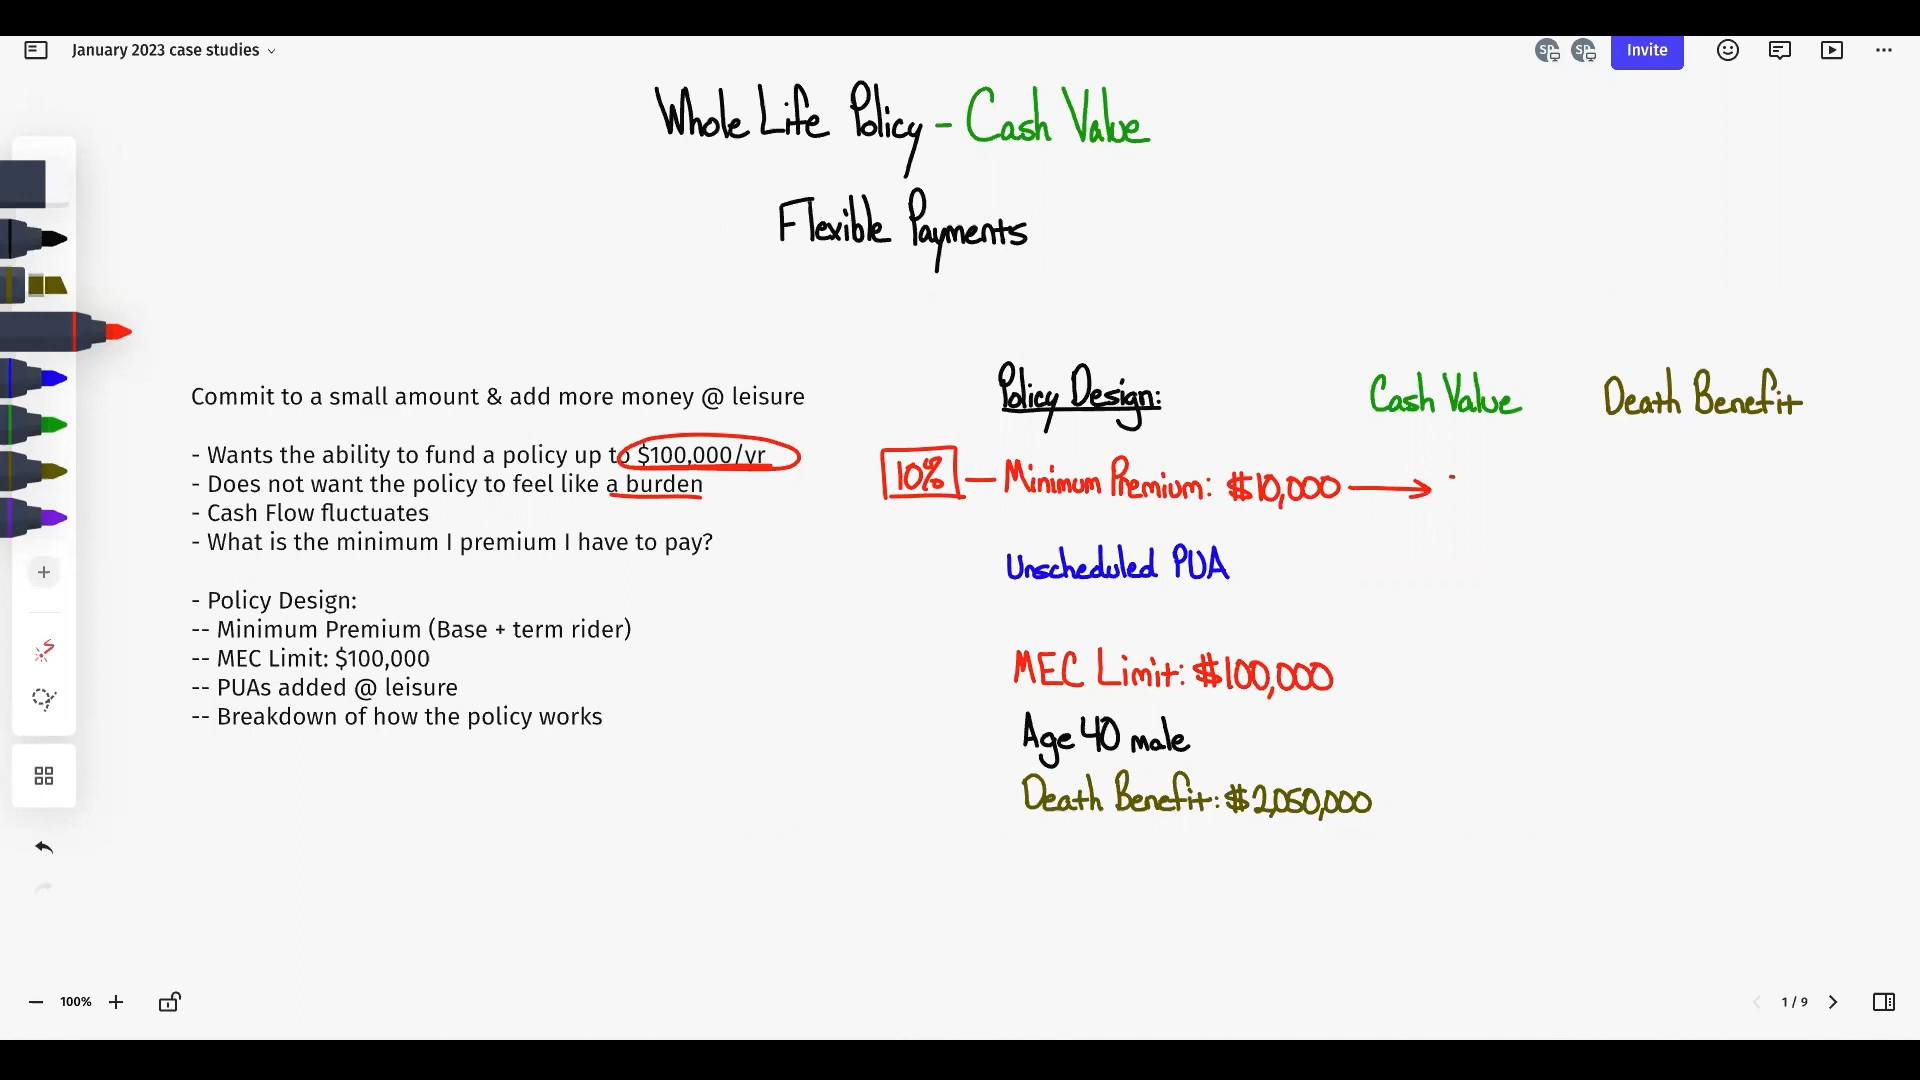 January 2023 case studies
SP SP Invite
Whole Life Policy - Cash Value
Flexible Payments
Commit to a small amount & add more money @ leisure
- Wants the ability to fund a policy up to $100,000/yr
- Does not want the policy to feel like a burden
- Cash Flow fluctuates
- What is the minimum I premium I have to pay?
- Policy Design:
-- Minimum Premium (Base + term rider)
-- MEC Limit: $100,000
-- PUAs added @ leisure
-- Breakdown of how the policy works
Policy Design: Cash Value Death Benefit
10% — Minimum Premium: $10,000 →
Unscheduled PUA
MEC Limit: $100,000
Age 40 male
Death Benefit: $2,050,000
100%
1 / 9